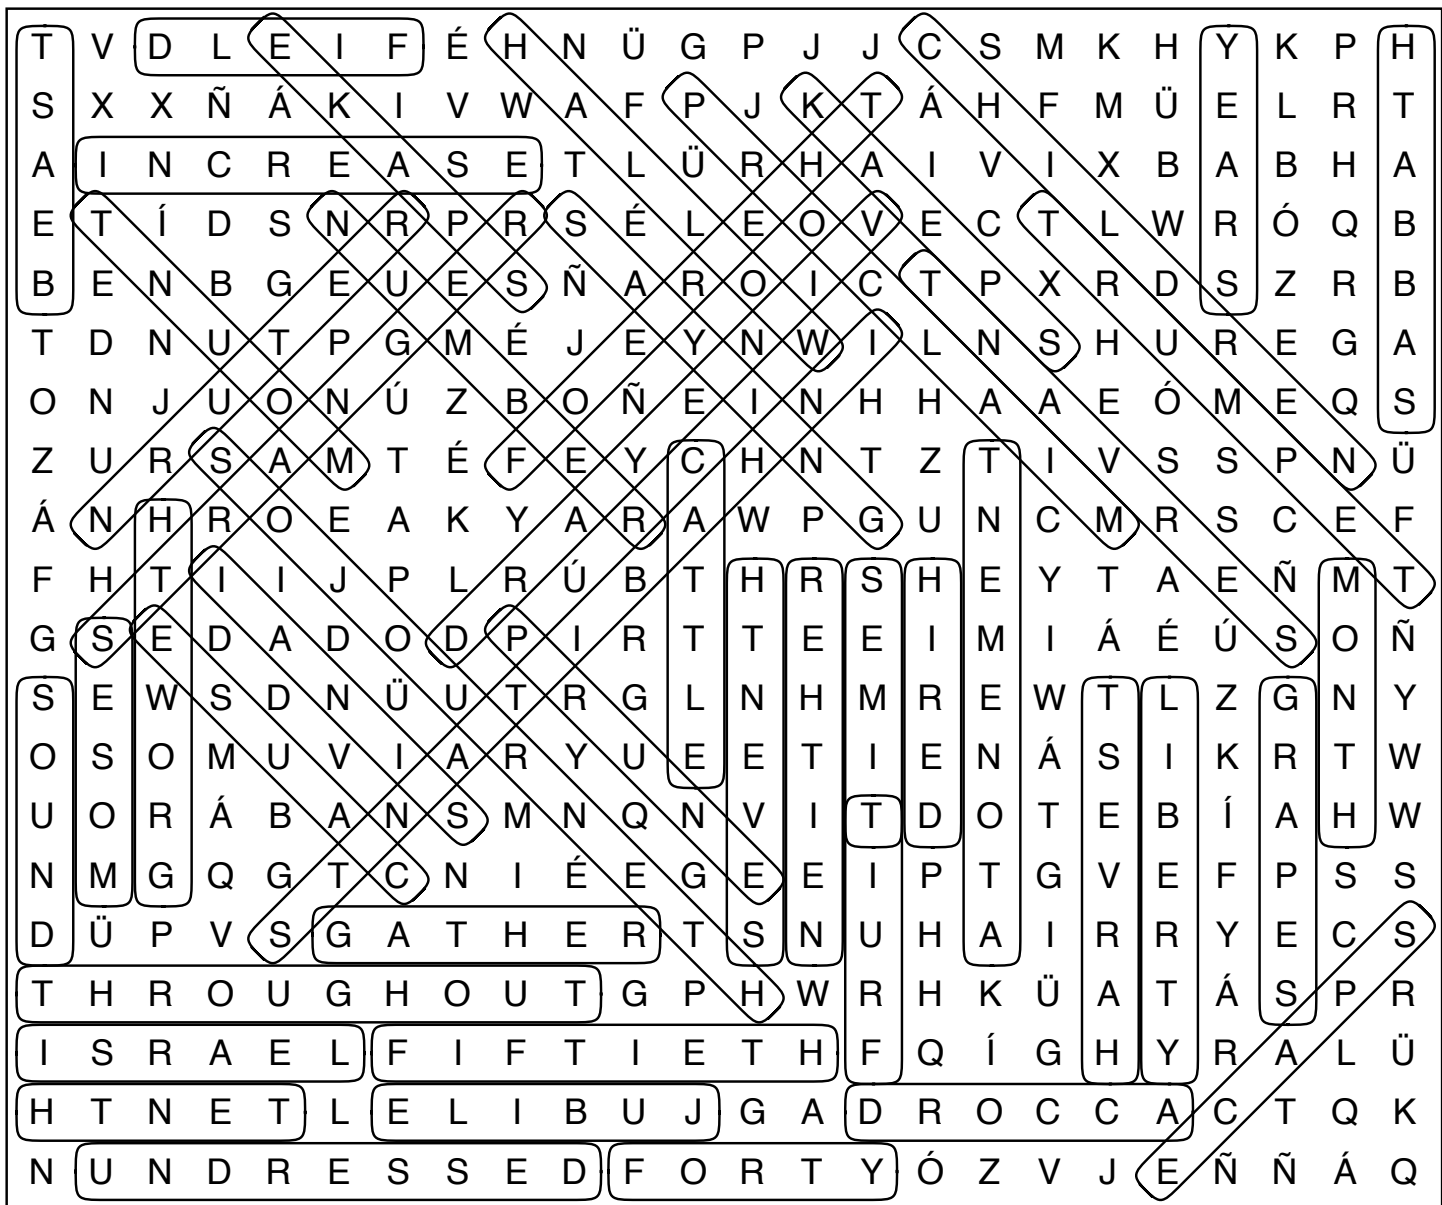 T V D L E I F É H N Ü G P J J C S M K H Y K P H
S X X Ñ Á K I V W A F P J K T Á H F M Ü E L R T
A I N C R E A S E T L Ü R H A I V I X B A B H A
E T Í D S N R P R S É L E O V E C T L W R Ó Q B
B E N B G E U E S Ñ A R O I C T P X R D S Z R B
T D N U T P G M É J E Y N W I L N S H U R E G A
O N J U O N Ú Z B O Ñ E I N H H A A E Ó M E Q S
Z U R S A M T É F E Y C H N T Z T I V S S P N Ü
Á N H R O E A K Y A R A W P G U N C M R S C E F
F H T I I J P L R Ú B T H R S H E Y T A E Ñ M T
G S E D A D O D P I R T T E E I M I Á É Ú S O Ñ
S E W S D N Ü U T R G L N H M R E W T L Z G N Y
O S O M U V I A R Y U E E T I E N Á S I K R T W
U O R Á B A N S M N Q N V I T D O T E B Í A H W
N M G Q G T C N I É E G E E I P T G V E F P S S
D Ü P V S G A T H E R T S N U H A I R R Y E C S
T H R O U G H O U T G P H W R H K Ü A T Á S P R
I S R A E L F I F T I E T H F Q Í G H Y R A L Ü
H T N E T L E L I B U J G A D R O C C A C T Q K
N U N D R E S S E D F O R T Y Ó Z V J E Ñ Ñ Á Q